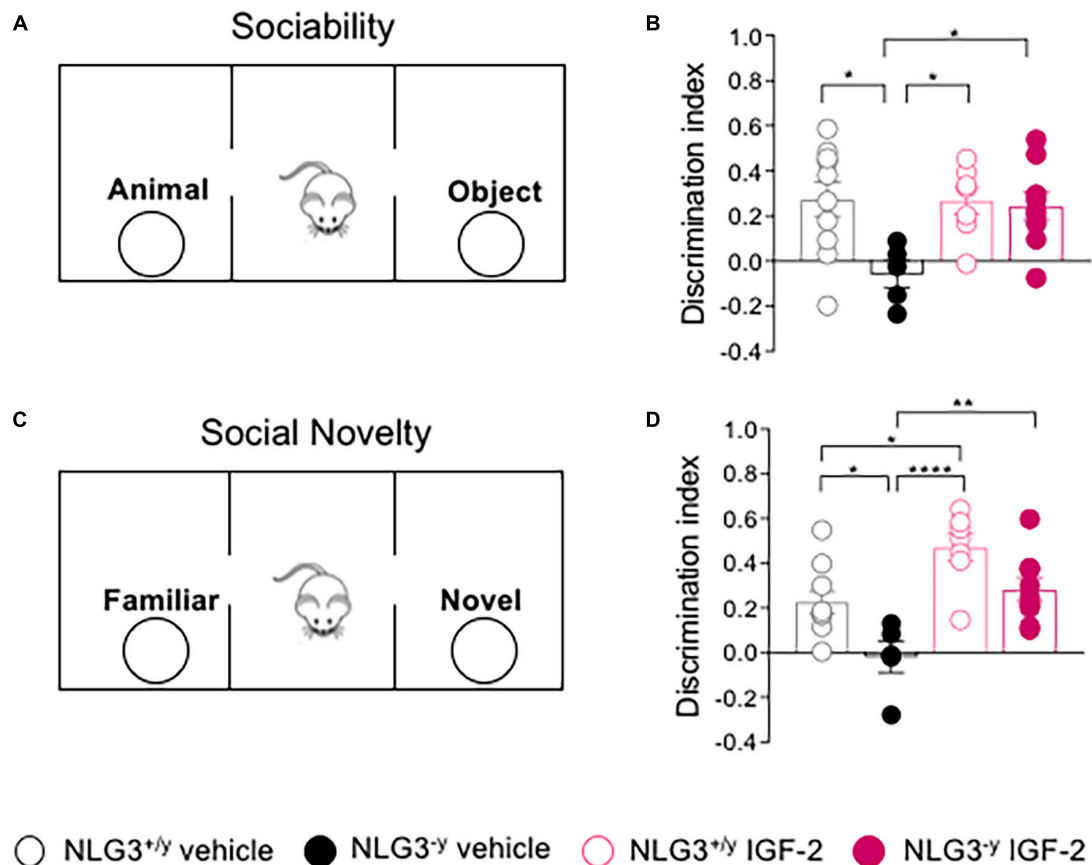 A
Sociability
Animal
Object
B
Discrimination index
1.0
0.8
0.6
0.4
0.2
0.0
-0.2
-0.4
*
*
*
C
Social Novelty
Familiar
Novel
D
Discrimination index
1.0
0.8
0.6
0.4
0.2
0.0
-0.2
-0.4
**
*
*
****
NLG3+/y vehicle
NLG3-y vehicle
NLG3+/y IGF-2
NLG3-y IGF-2